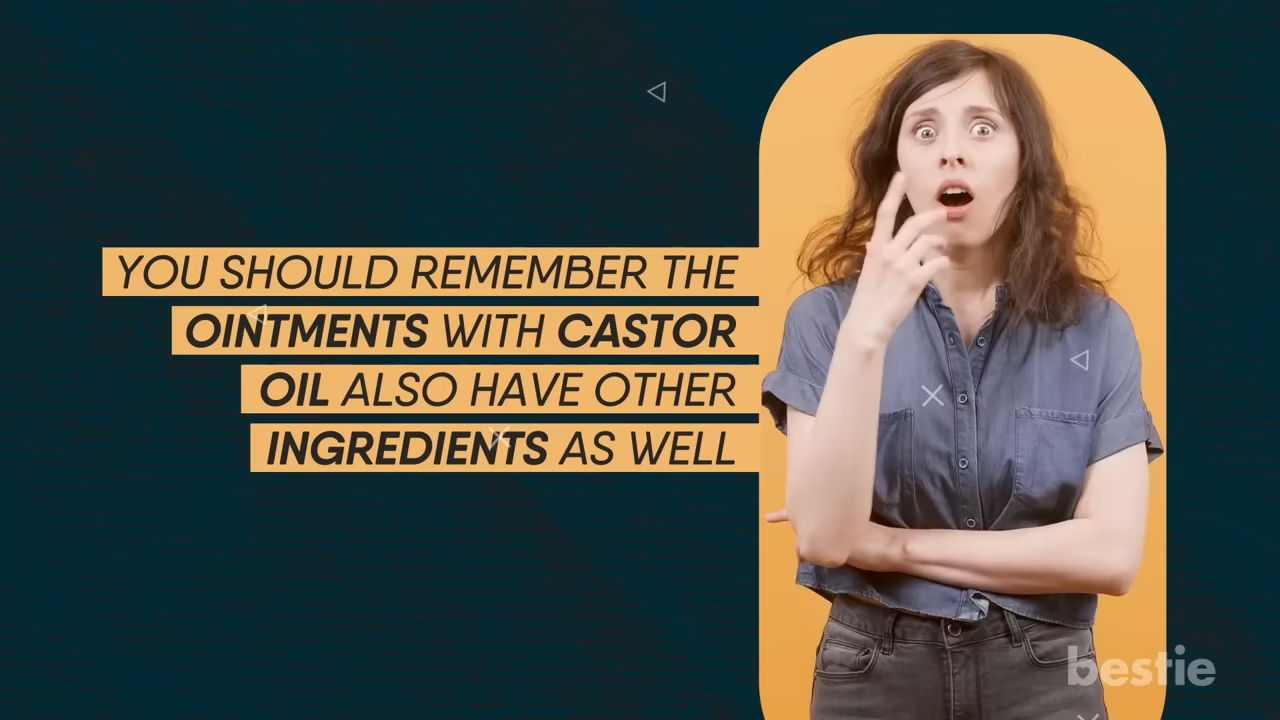 YOU SHOULD REMEMBER THE
OINTMENTS WITH CASTOR
OIL ALSO HAVE OTHER
INGREDIENTS AS WELL
bestie